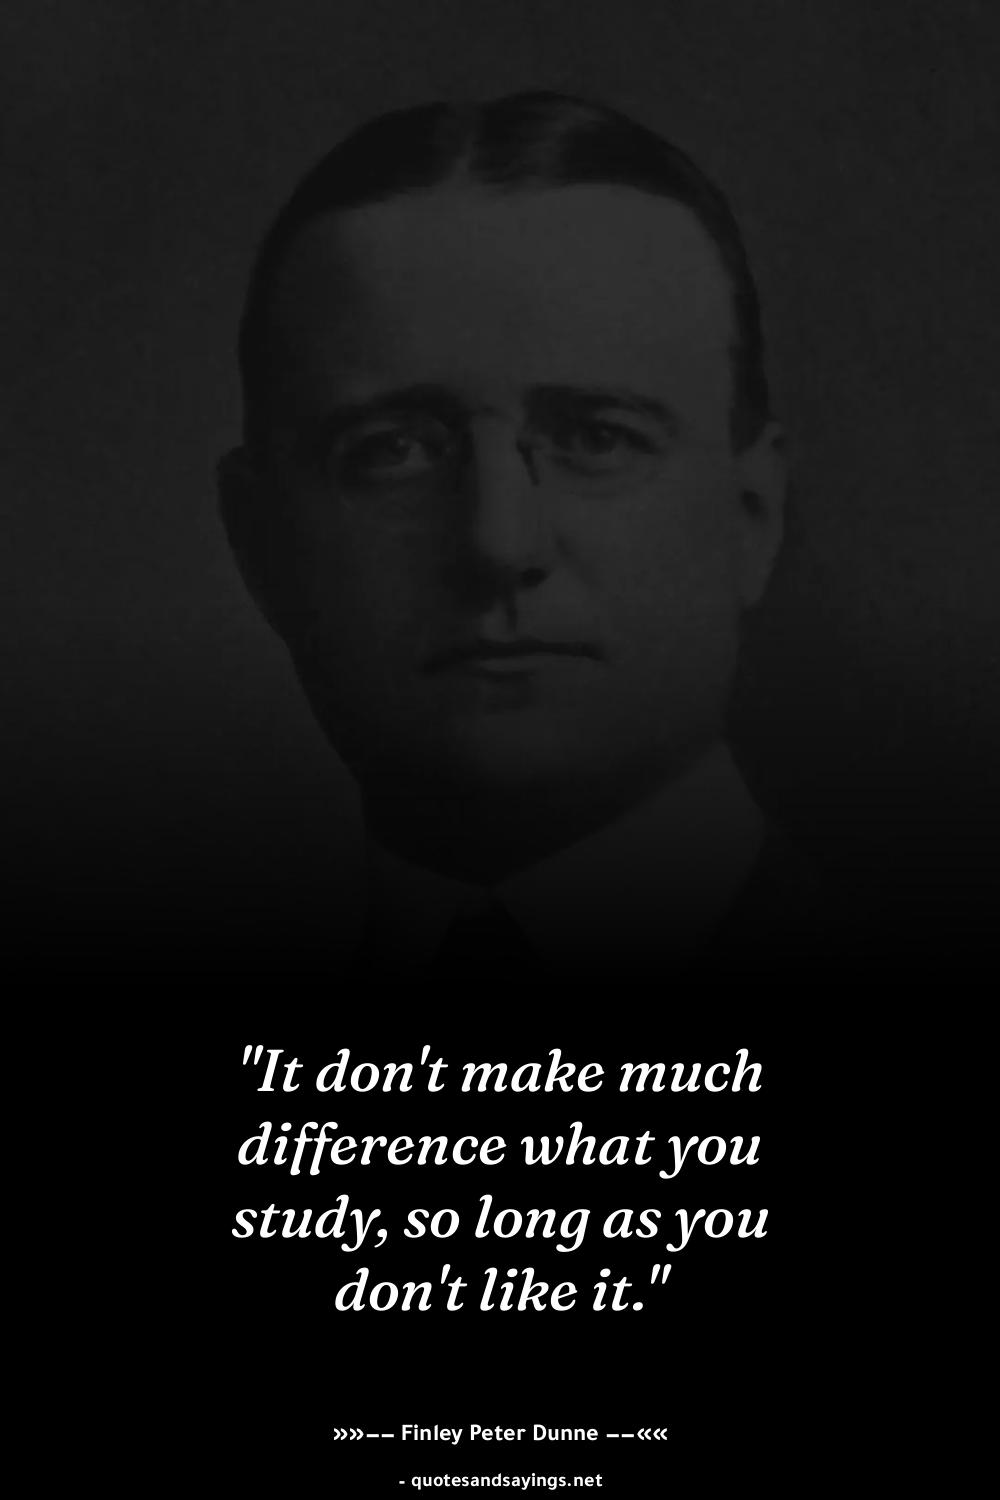 "It don't make much
difference what you
study, so long as you
don't like it."
»»—— Finley Peter Dunne ——««
- quotesandsayings.net